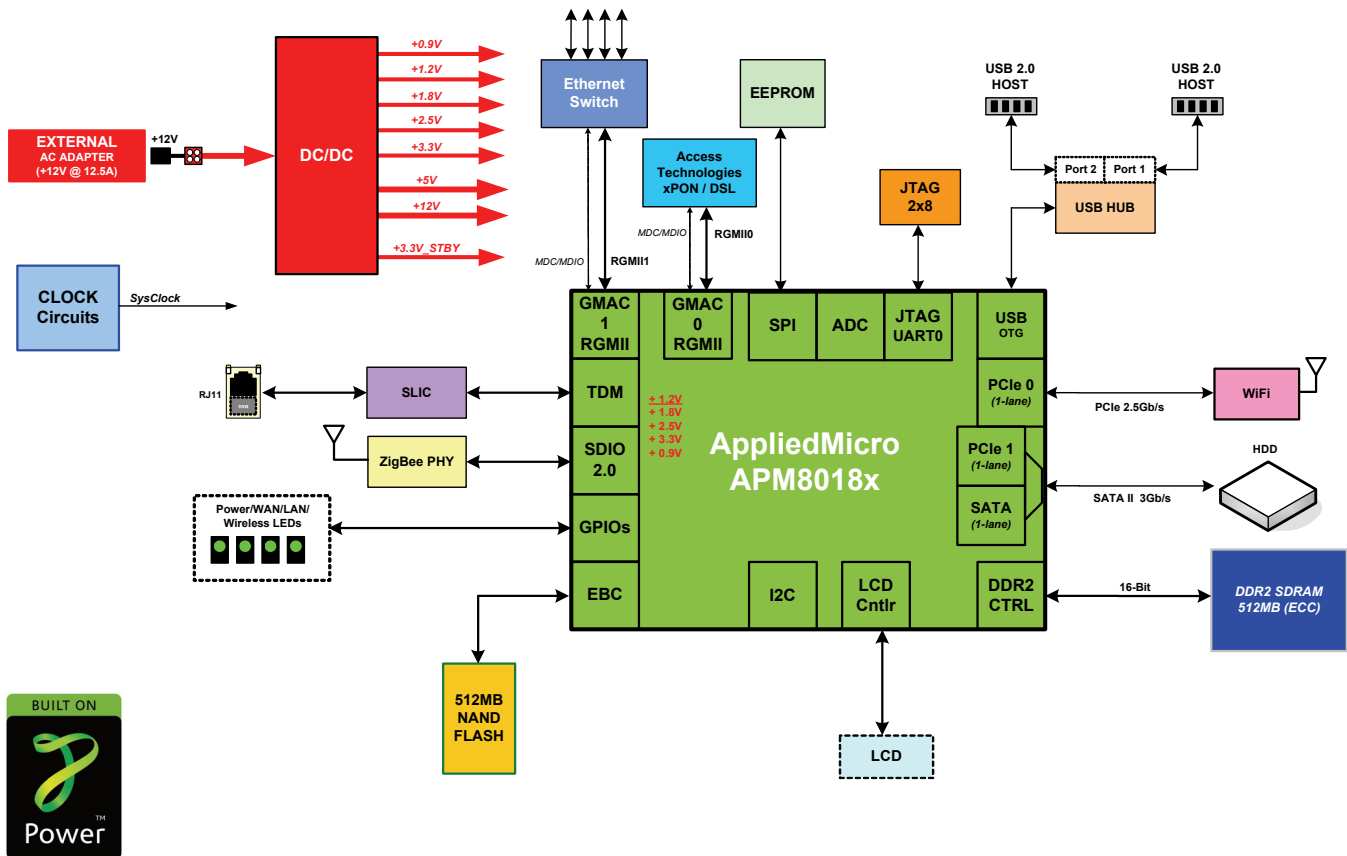 +0.9V
+1.2V
+1.8V
+2.5V
+3.3V
+5V
+12V
+3.3V_STBY
DC/DC
EXTERNAL
AC ADAPTER
(+12V @ 12.5A)
+12V
CLOCK
Circuits
SysClock
Ethernet
Switch
EEPROM
Access
Technologies
xPON / DSL
JTAG
2x8
USB 2.0
HOST
USB 2.0
HOST
Port 2
Port 1
USB HUB
MDC/MDIO
RGMII1
MDC/MDIO
RGMII0
GMAC
1
RGMII
GMAC
0
RGMII
SPI
ADC
JTAG
UART0
USB
OTG
RJ11
SLIC
TDM
ZigBee PHY
SDIO
2.0
Power/WAN/LAN/
Wireless LEDs
GPIOs
EBC
+ 1.2V
+ 1.8V
+ 2.5V
+ 3.3V
+ 0.9V
AppliedMicro
APM8018x
PCIe 0
(1-lane)
PCIe 2.5Gb/s
WiFi
PCIe 1
(1-lane)
SATA
(1-lane)
SATA II 3Gb/s
HDD
I2C
LCD
Cntlr
DDR2
CTRL
16-Bit
DDR2 SDRAM
512MB (ECC)
512MB
NAND
FLASH
LCD
BUILT ON
Power
TM